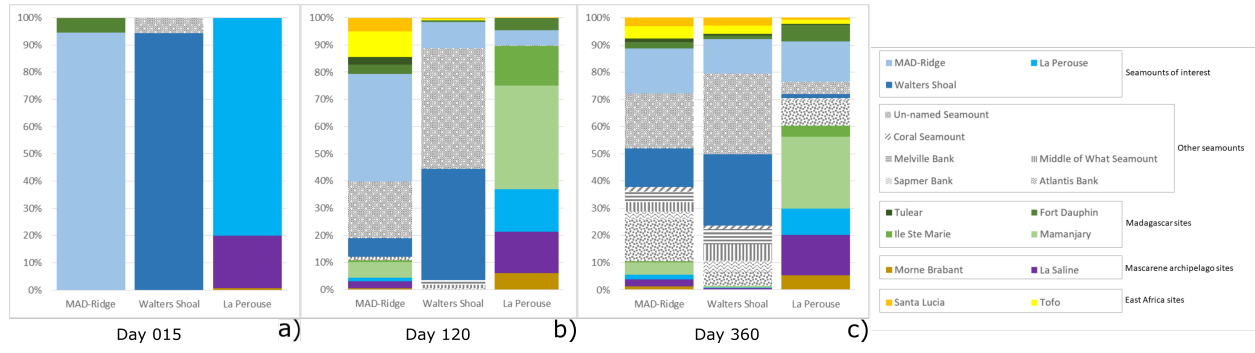 100%
90%
80%
70%
60%
50%
40%
30%
20%
10%
0%
MAD-Ridge Walters Shoal La Perouse
Day 015 a)
100%
90%
80%
70%
60%
50%
40%
30%
20%
10%
0%
MAD-Ridge Walters Shoal La Perouse
Day 120 b)
100%
90%
80%
70%
60%
50%
40%
30%
20%
10%
0%
MAD-Ridge Walters Shoal La Perouse
Day 360 c)
MAD-Ridge La Perouse
Walters Shoal
Seamounts of interest
Un-named Seamount
Coral Seamount
Melville Bank Middle of What Seamount
Sapmer Bank Atlantis Bank
Other seamounts
Tulear Fort Dauphin
Ile Ste Marie Mamanjary
Madagascar sites
Morne Brabant La Saline
Mascarene archipelago sites
Santa Lucia Tofo
East Africa sites